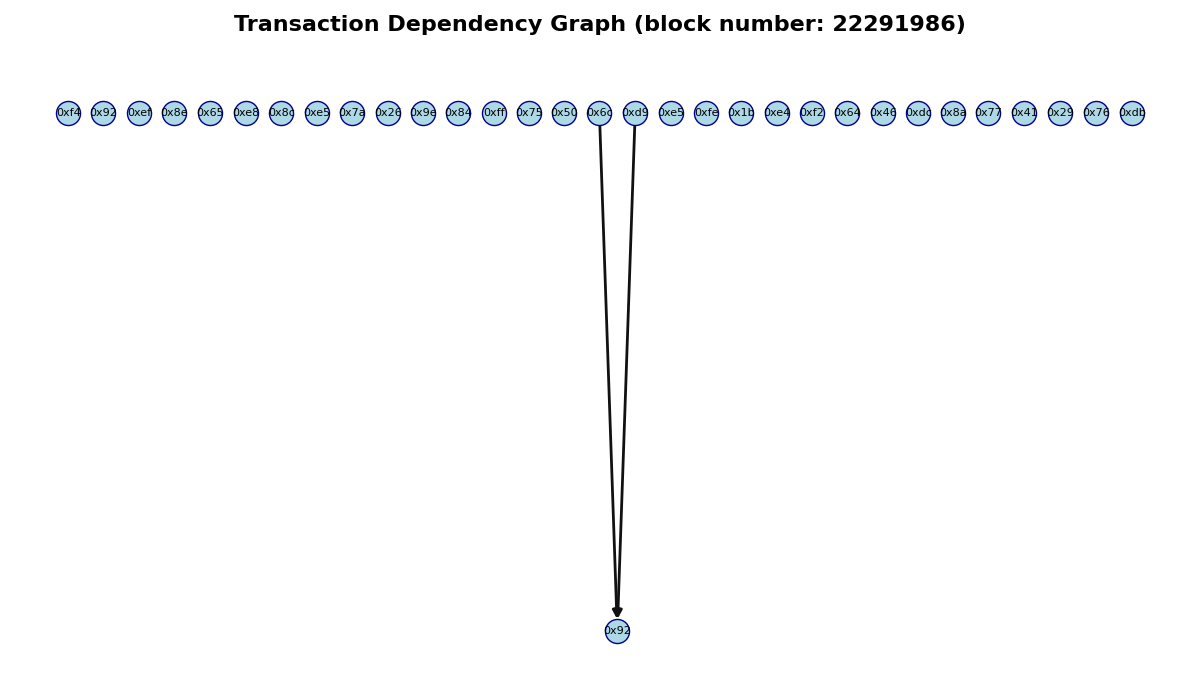 Transaction Dependency Graph (block number: 22291986)
0xf4 0x92 0xef 0x8e 0x65 0xe8 0x8c 0xe5 0x7a 0x26 0x9e 0x84 0xff 0x75 0x50 0x6c 0xd9 0xe5 0xfe 0x1b 0xe4 0xf2 0x64 0x46 0xdc 0x8a 0x77 0x41 0x29 0x76 0xdb
0x92